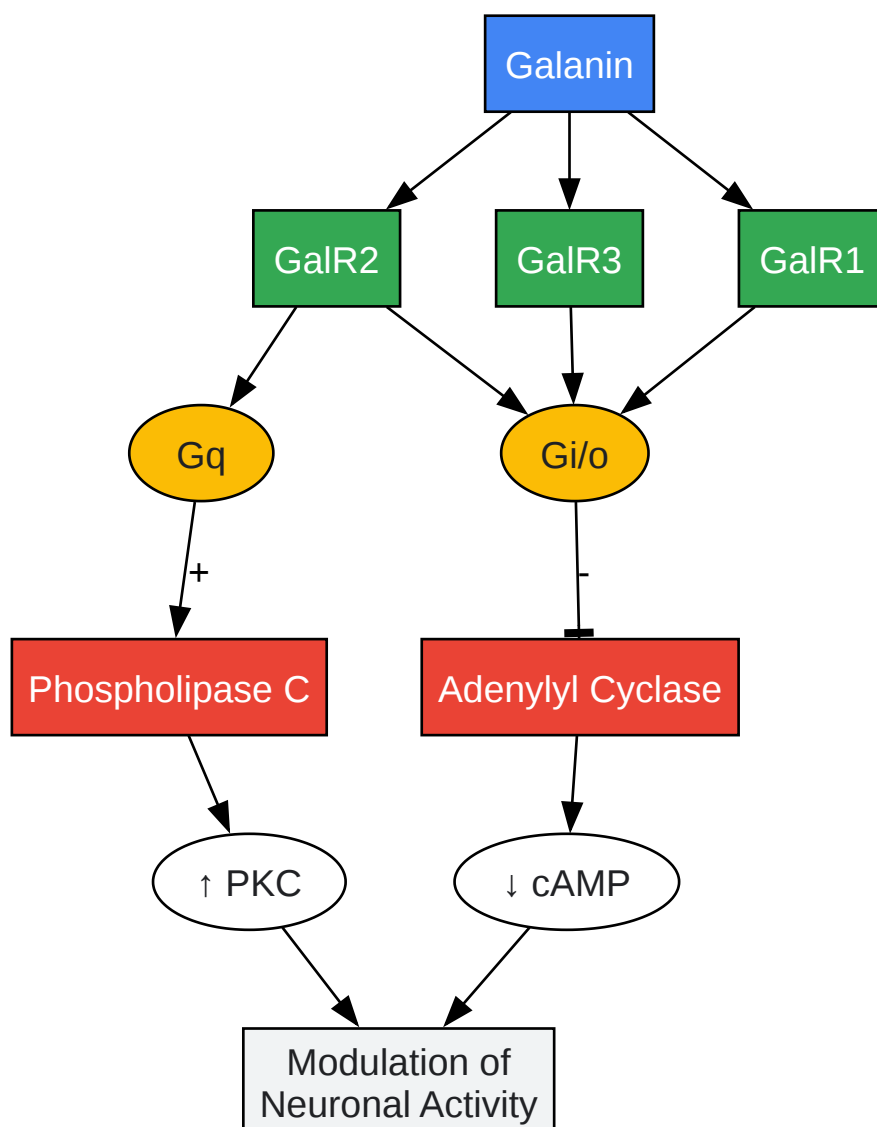 Galanin
GalR2
GalR3
GalR1
Gq
Gi/o
+
-
Phospholipase C
Adenylyl Cyclase
↑ PKC
↓ cAMP
Modulation of
Neuronal Activity